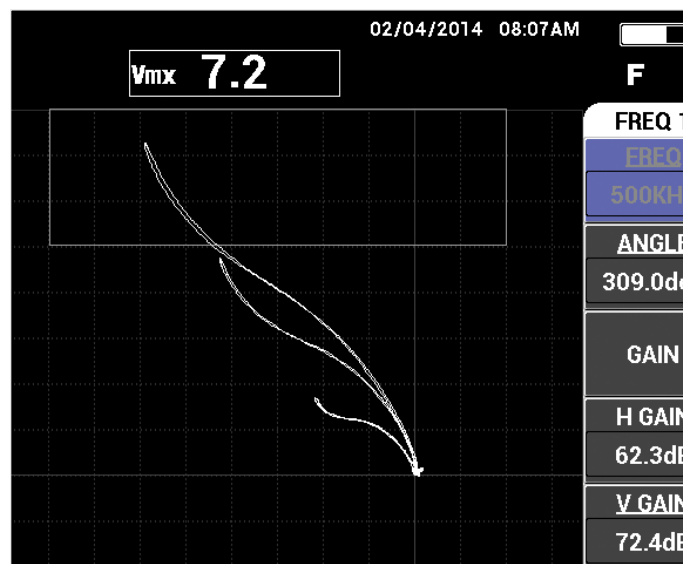 02/04/2014 08:07AM
Vmx 7.2
F
FREQ 1
FREQ
500KH
ANGLE
309.0de
GAIN
H GAIN
62.3dB
V GAIN
72.4dB